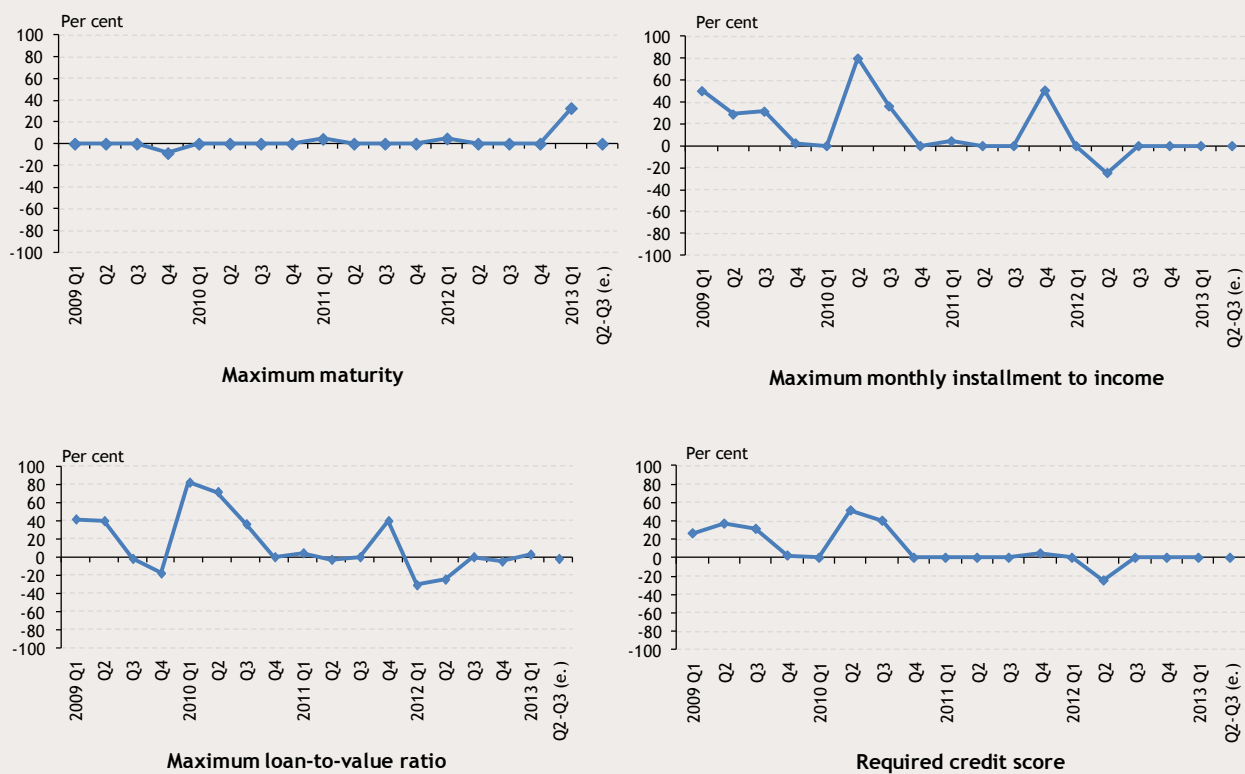 Per cent
100
80
60
40
20
0
-20
-40
-60
-80
-100
2009 Q1
Q2
Q3
Q4
2010 Q1
Q2
Q3
Q4
2011 Q1
Q2
Q3
Q4
2012 Q1
Q2
Q3
Q4
2013 Q1
Q2-Q3 (e.)
Maximum maturity
Per cent
100
80
60
40
20
0
-20
-40
-60
-80
-100
2009 Q1
Q2
Q3
Q4
2010 Q1
Q2
Q3
Q4
2011 Q1
Q2
Q3
Q4
2012 Q1
Q2
Q3
Q4
2013 Q1
Q2-Q3 (e.)
Maximum monthly installment to income
Per cent
100
80
60
40
20
0
-20
-40
-60
-80
-100
2009 Q1
Q2
Q3
Q4
2010 Q1
Q2
Q3
Q4
2011 Q1
Q2
Q3
Q4
2012 Q1
Q2
Q3
Q4
2013 Q1
Q2-Q3 (e.)
Maximum loan-to-value ratio
Per cent
100
80
60
40
20
0
-20
-40
-60
-80
-100
2009 Q1
Q2
Q3
Q4
2010 Q1
Q2
Q3
Q4
2011 Q1
Q2
Q3
Q4
2012 Q1
Q2
Q3
Q4
2013 Q1
Q2-Q3 (e.)
Required credit score